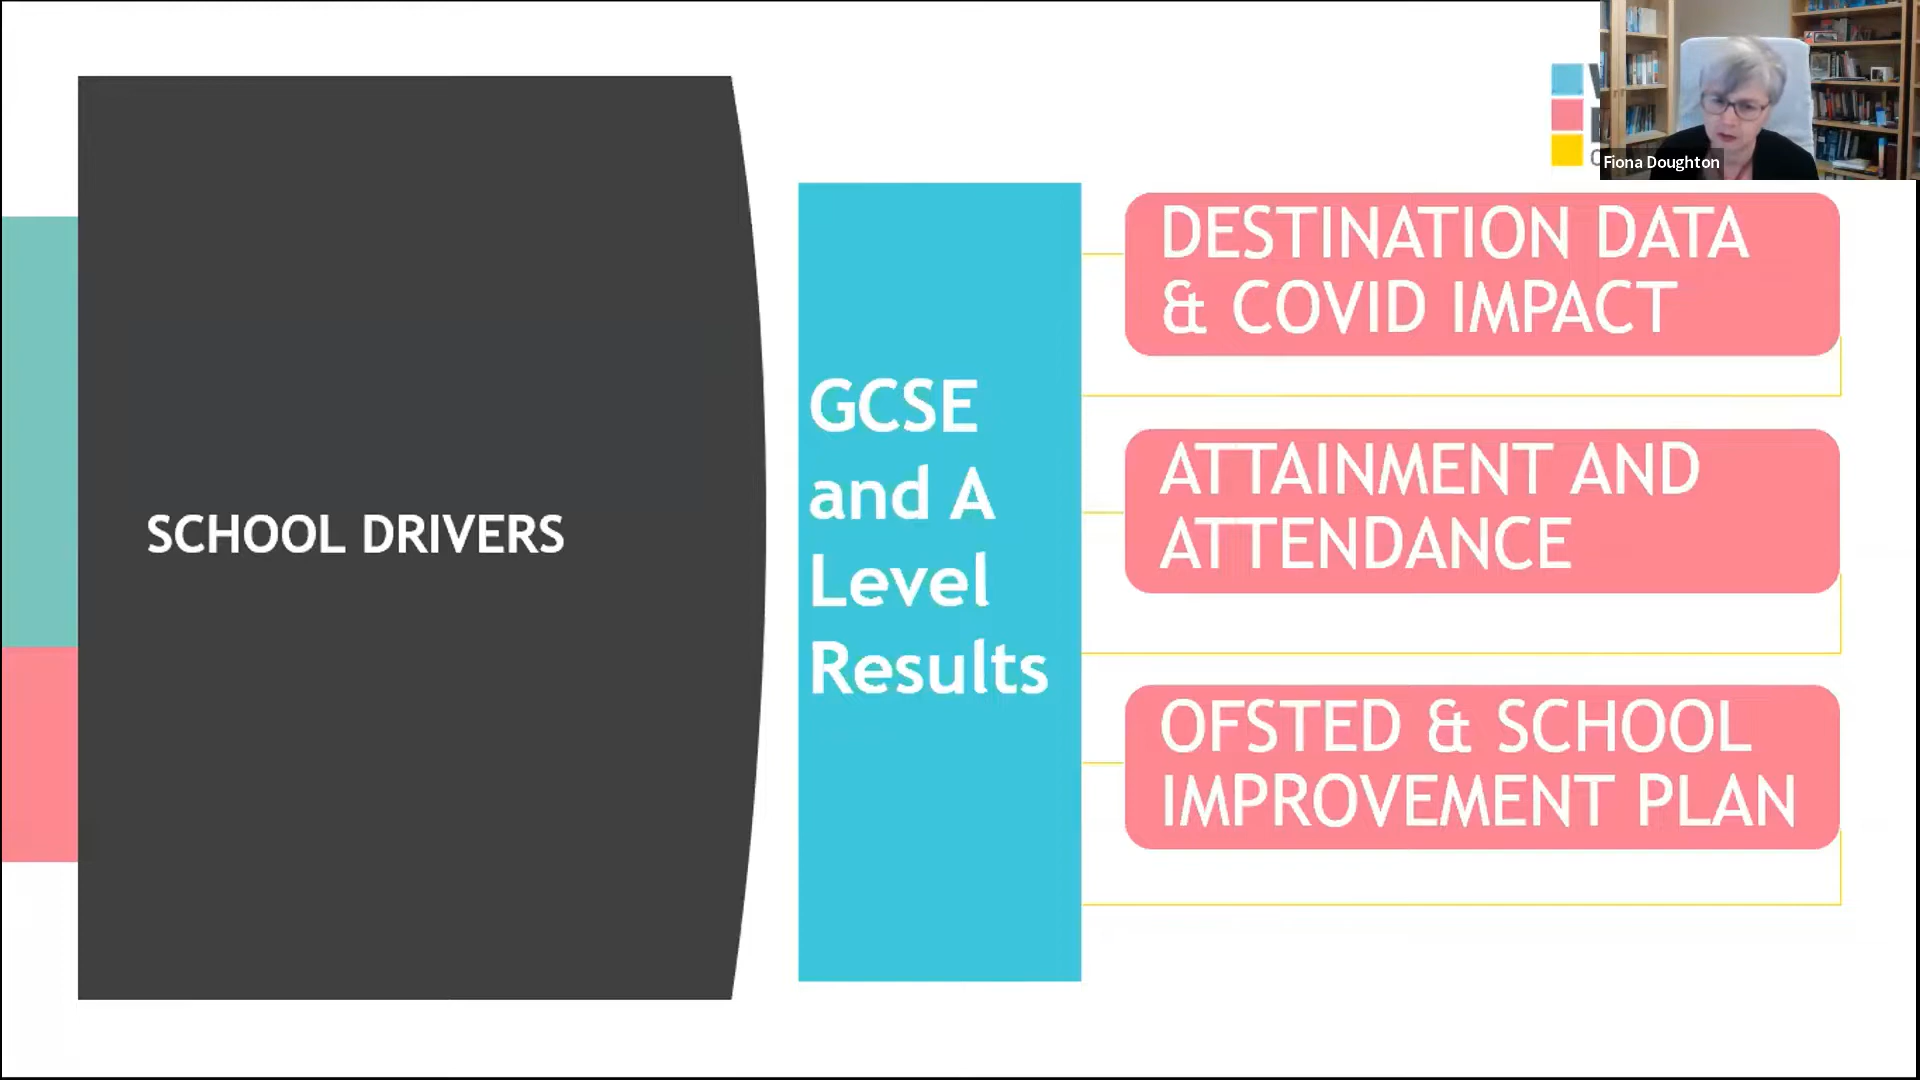 Fiona Doughton
SCHOOL DRIVERS
GCSE
and A
Level
Results
DESTINATION DATA
& COVID IMPACT
ATTAINMENT AND
ATTENDANCE
OFSTED & SCHOOL
IMPROVEMENT PLAN